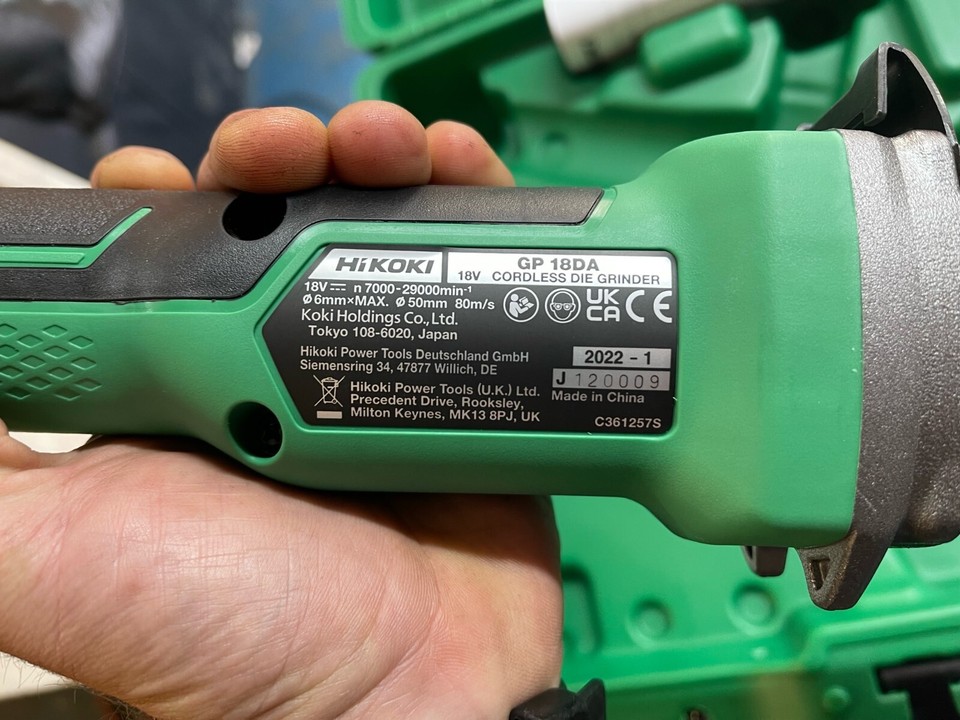 HiKOKI
GP 18DA
18V CORDLESS DIE GRINDER
18V⎓ n 7000-29000min⁻¹
Ø6mm×MAX. Ø50mm 80m/s
Koki Holdings Co.,Ltd.
Tokyo 108-6020, Japan
UK
CA
CE
Hikoki Power Tools Deutschland GmbH
Siemensring 34, 47877 Willich, DE
2022 - 1
J 120009
Made in China
Hikoki Power Tools (U.K.) Ltd.
Precedent Drive, Rooksley,
Milton Keynes, MK13 8PJ, UK
C361257S